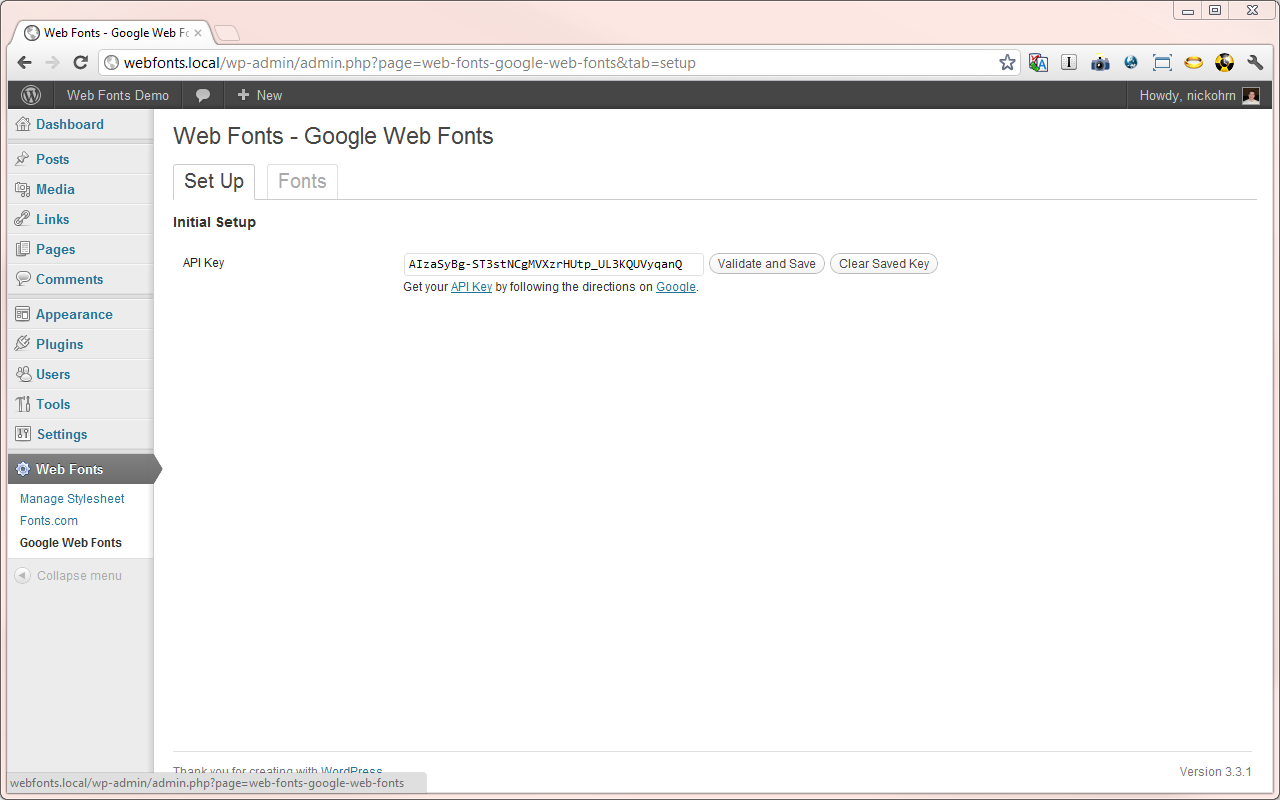 Web Fonts - Google Web Fo
webfonts.local/wp-admin/admin.php?page=web-fonts-google-web-fonts&tab=setup
Web Fonts Demo
New
Howdy, nickohrn
Dashboard
Posts
Media
Links
Pages
Comments
Appearance
Plugins
Users
Tools
Settings
Web Fonts
Manage Stylesheet
Fonts.com
Google Web Fonts
Collapse menu
Web Fonts - Google Web Fonts
Set Up
Fonts
Initial Setup
API Key
AIzaSyBg-ST3stNCgMVXzrHUtp_UL3KQUVyqanQ
Validate and Save
Clear Saved Key
Get your API Key by following the directions on Google.
Thank you for creating with WordPress.
Version 3.3.1
webfonts.local/wp-admin/admin.php?page=web-fonts-google-web-fonts